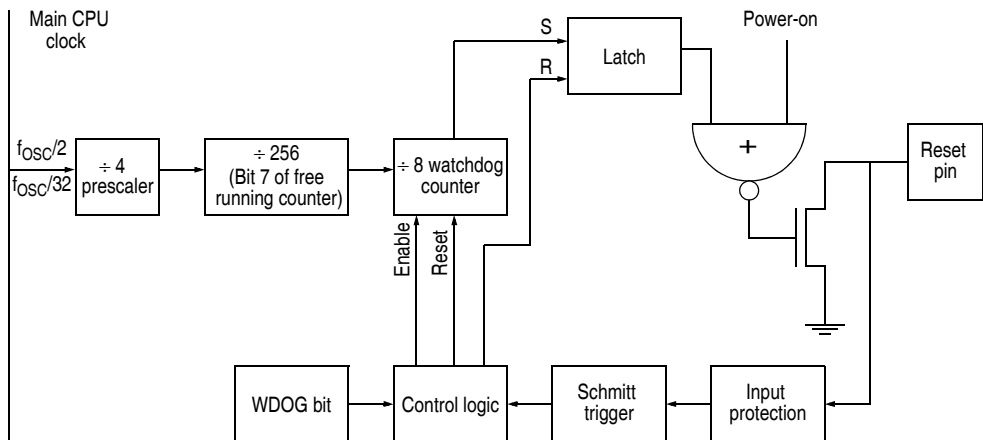 Main CPU
clock
Power-on
S
R
Latch
+
fOSC/2
fOSC/32
÷ 4
prescaler
÷ 256
(Bit 7 of free
running counter)
÷ 8 watchdog
counter
Reset
pin
Enable
Reset
WDOG bit
Control logic
Schmitt
trigger
Input
protection